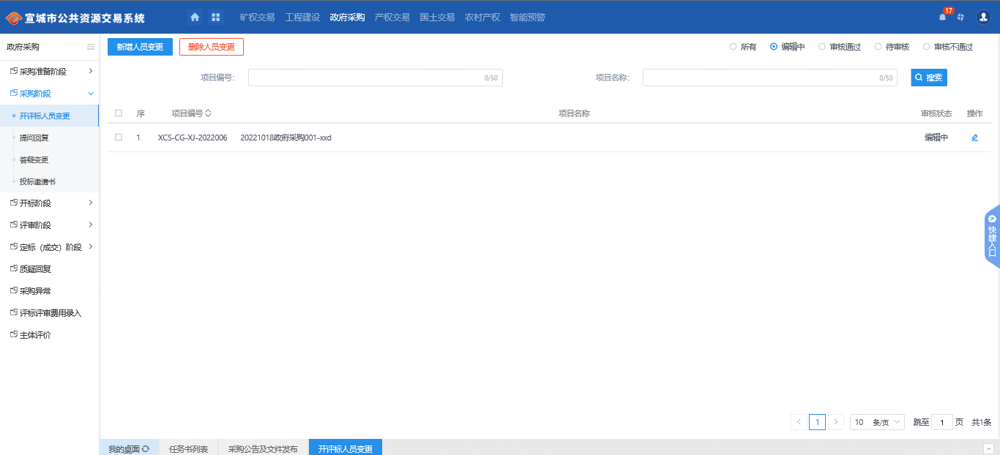 宣城市公共资源交易系统 矿权交易 工程建设 政府采购 产权交易 国土交易 农村产权 智能预警 17
政府采购 新增人员变更 删除人员变更 所有 编辑中 审核通过 待审核 审核不通过
采购准备阶段 项目编号: 0/50 项目名称: 0/50 搜索
采购阶段
开评标人员变更 序 项目编号 项目名称 审核状态 操作
提问回复 1 XCS-CG-XJ-2022006 20221018政府采购001-xxd 编辑中
答疑变更
投标邀请书
开标阶段
评审阶段
定标（成交）阶段
质疑回复
采购异常
评标评审费用录入
主体评价
快捷入口
1 10 条/页 跳至 1 页 共1条
我的桌面 任务书列表 采购公告及文件发布 开评标人员变更